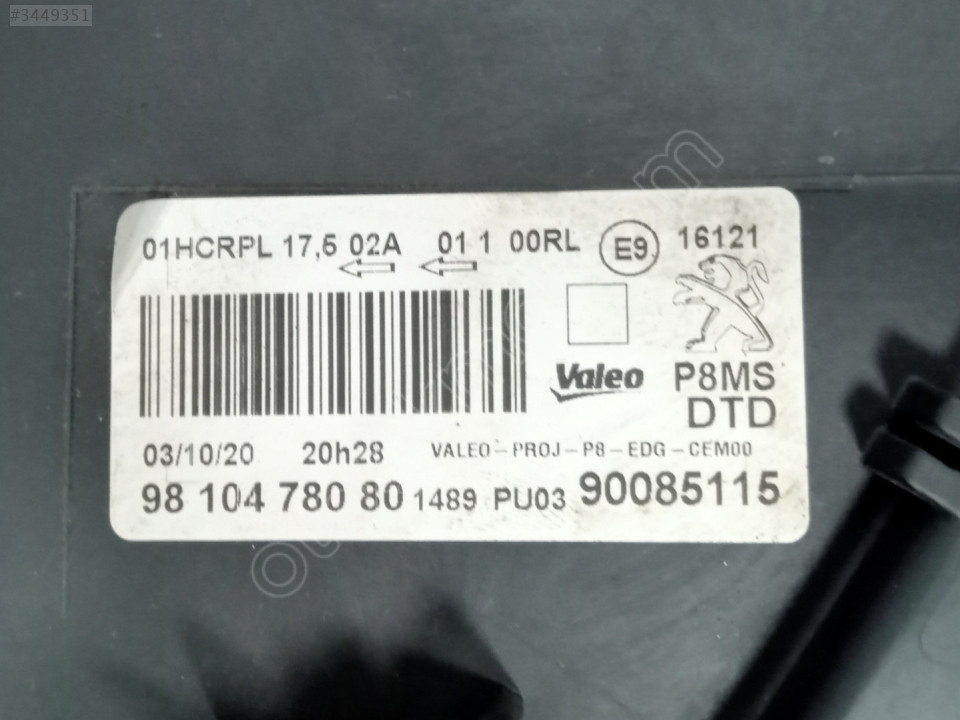 #3449351
01HCRPL 17,5 02A 01 1 00RL E9 16121
Valeo P8MS
DTD
03/10/20 20h28 VALEO-PROJ-P8-EDG-CEM00
98 104 780 80 1489 PU03 90085115